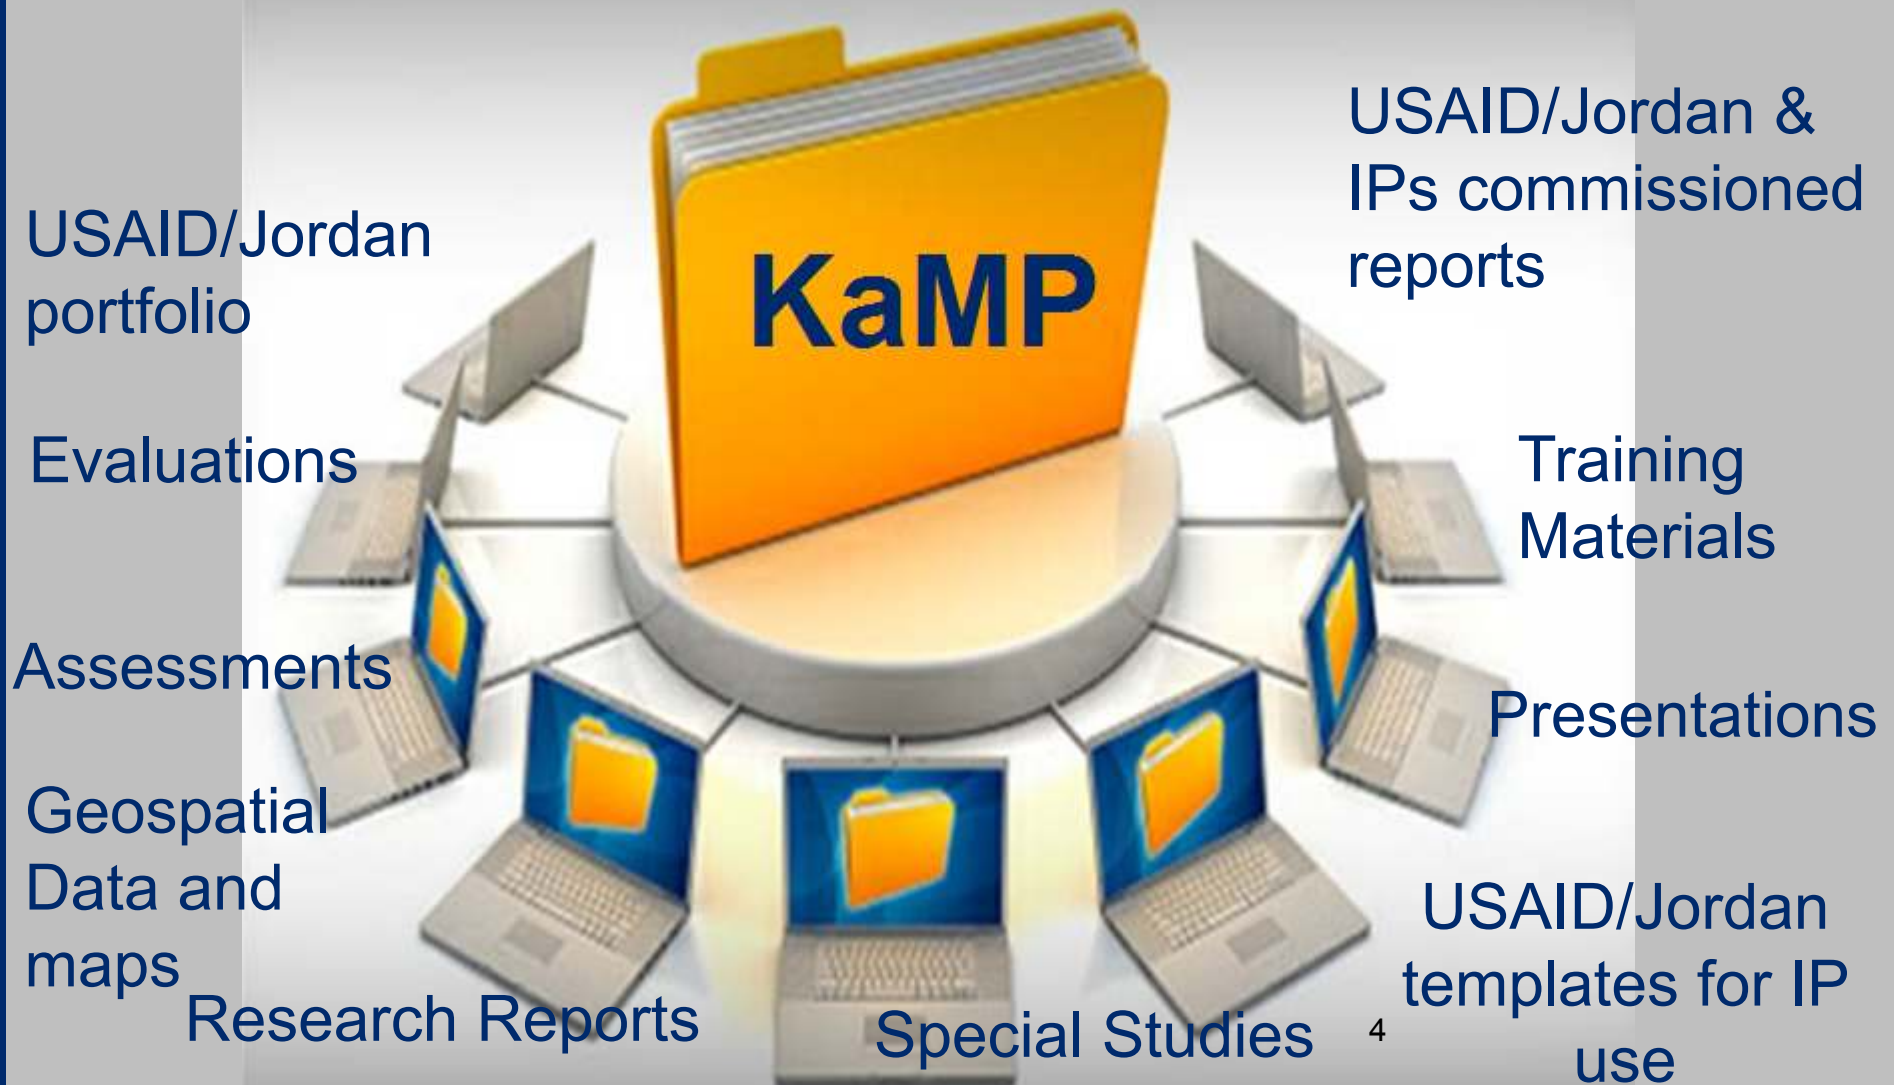 KaMP
USAID/Jordan
portfolio
Evaluations
Assessments
Geospatial
Data and
maps
Research Reports
Special Studies
USAID/Jordan &
IPs commissioned
reports
Training
Materials
Presentations
USAID/Jordan
templates for IP
use
4